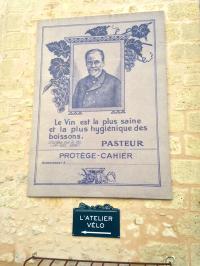 Le Vin est la plus saine
et la plus hygiénique des
boissons.
PASTEUR
PROTÈGE-CAHIER
L'ATELIER
VÉLO